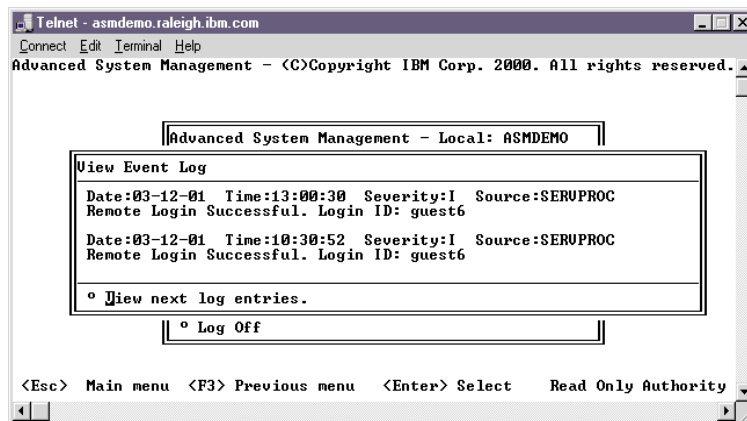 Telnet - asmdemo.raleigh.ibm.com
Connect Edit Terminal Help
Advanced System Management - (C)Copyright IBM Corp. 2000. All rights reserved.
Advanced System Management - Local: ASMDEMO
View Event Log
Date:03-12-01 Time:13:00:30 Severity:I Source:SERVPROC
Remote Login Successful. Login ID: guest6
Date:03-12-01 Time:10:30:52 Severity:I Source:SERVPROC
Remote Login Successful. Login ID: guest6
º View next log entries.
º Log Off
<Esc> Main menu <F3> Previous menu <Enter> Select Read Only Authority